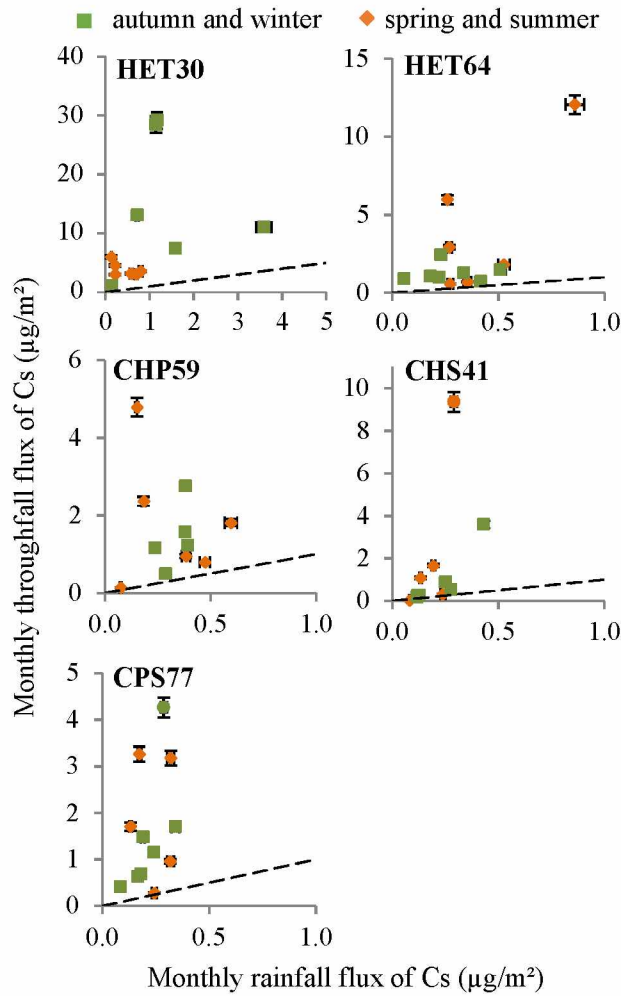 autumn and winter spring and summer
Monthly throughfall flux of Cs (µg/m²)
HET30
40
30
20
10
0
0 1 2 3 4 5
HET64
15
10
5
0
0.0 0.5 1.0
CHP59
6
4
2
0
0.0 0.5 1.0
CHS41
10
8
6
4
2
0
0.0 0.5 1.0
CPS77
5
4
3
2
1
0
0.0 0.5 1.0
Monthly rainfall flux of Cs (µg/m²)